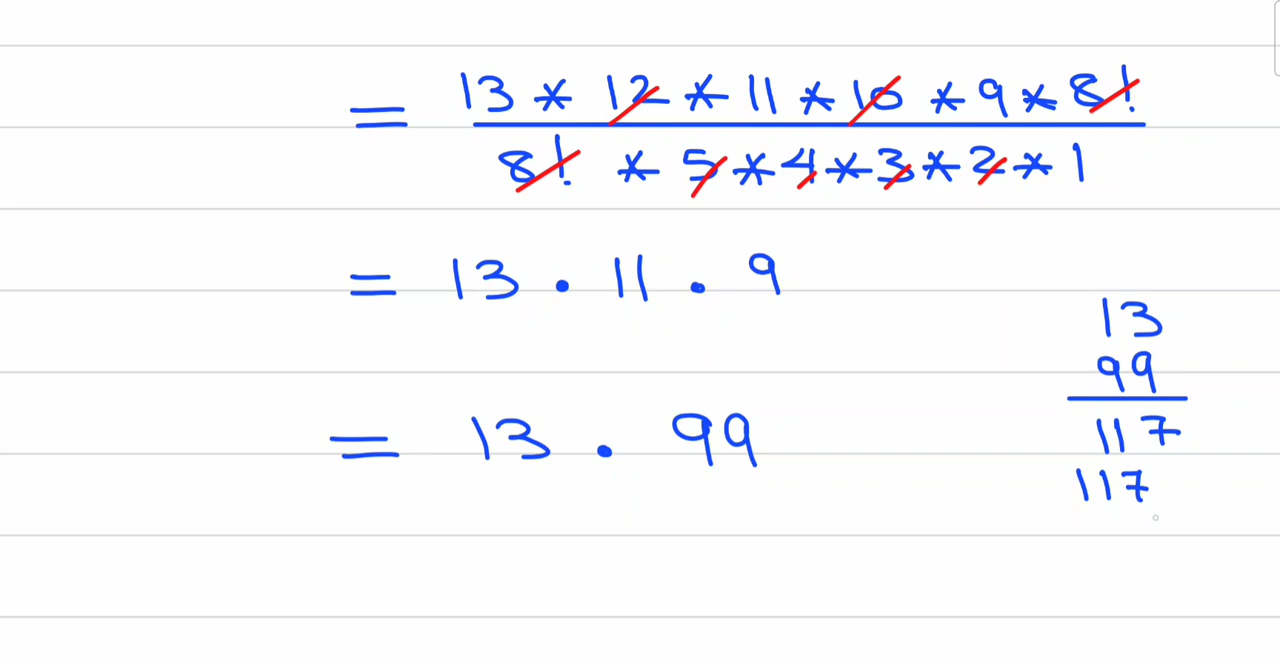 = 13 * 12 * 11 * 10 * 9 * 8!
8! * 5 * 4 * 3 * 2 * 1
= 13 . 11 . 9
= 13 . 99
13
99
117
117